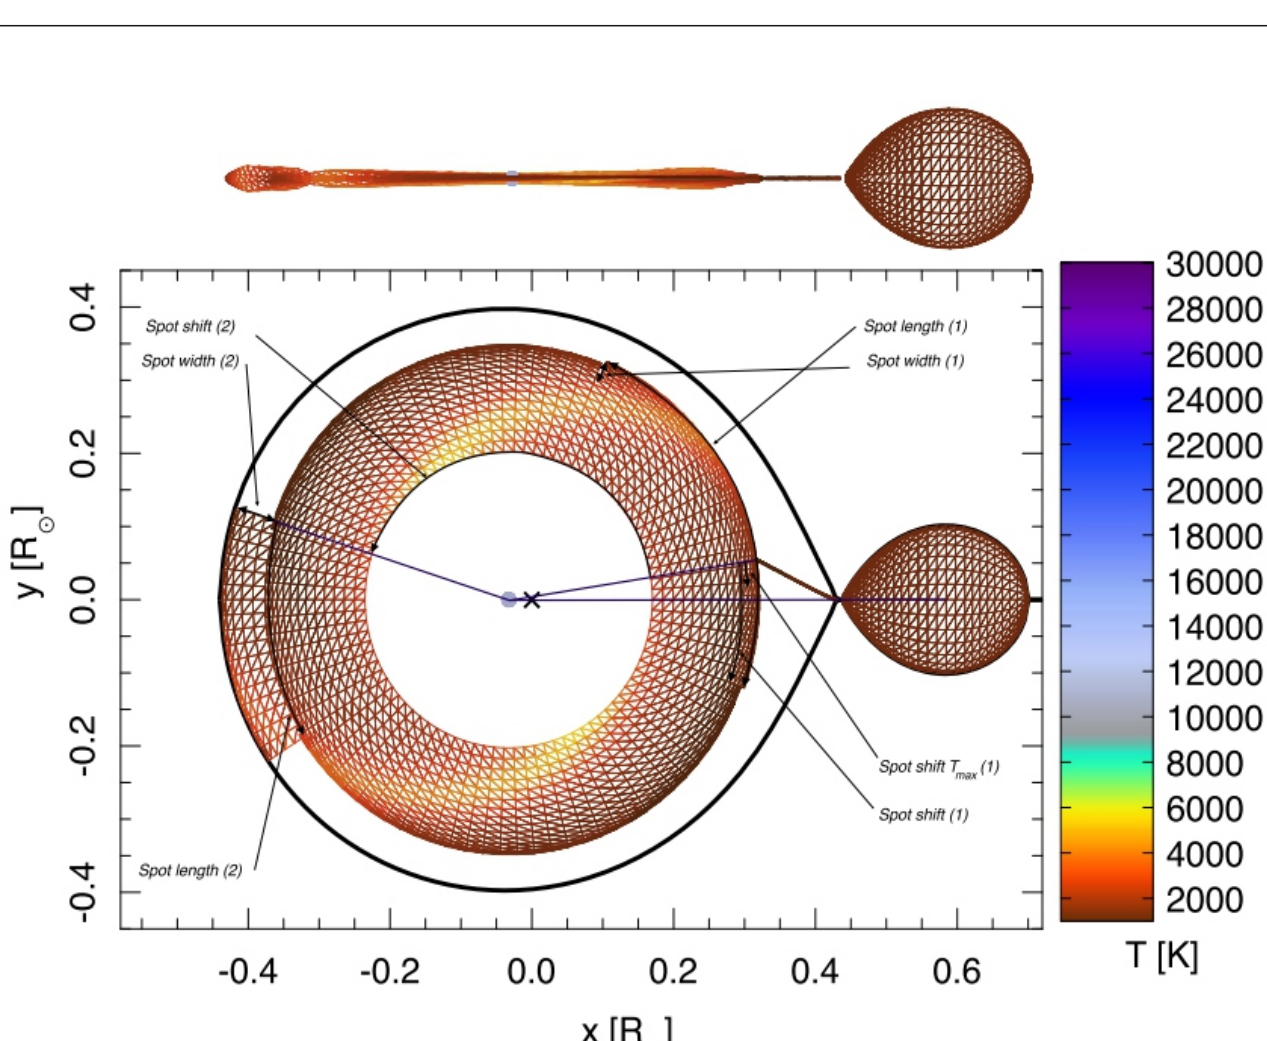 Spot shift (2)
Spot width (2)
Spot length (1)
Spot width (1)
Spot shift Tmax (1)
Spot shift (1)
Spot length (2)
0.4
0.2
0.0
-0.2
-0.4
y [R☉]
-0.4 -0.2 0.0 0.2 0.4 0.6
x [R ]
30000
28000
26000
24000
22000
20000
18000
16000
14000
12000
10000
8000
6000
4000
2000
T [K]